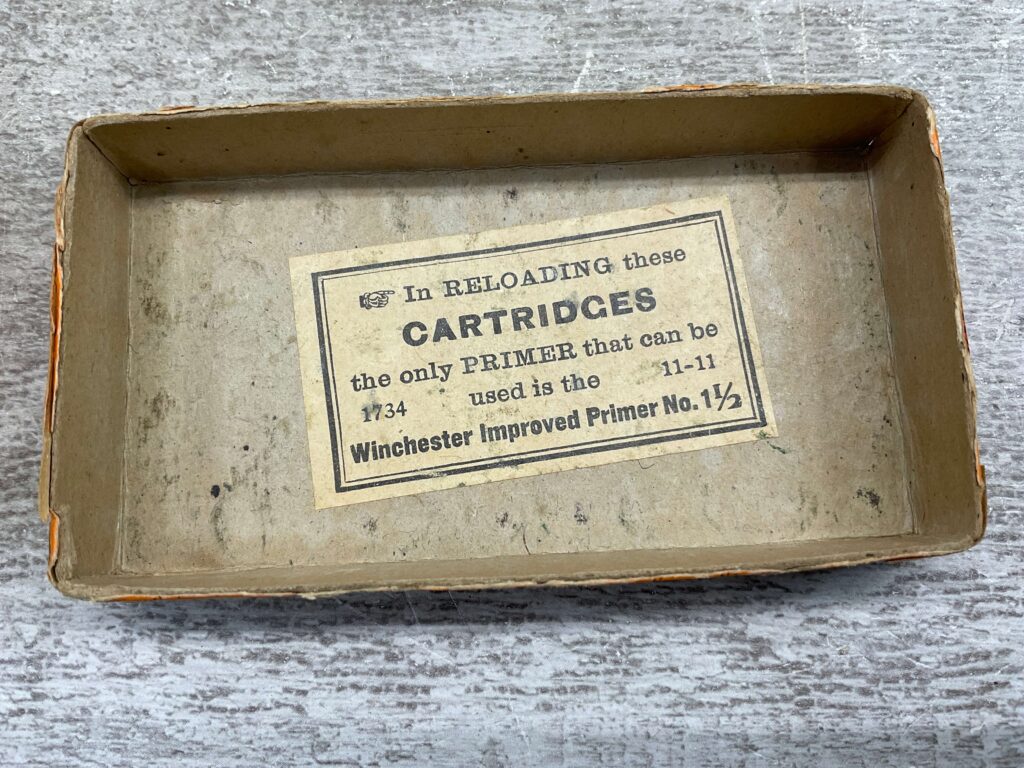 ☞ In RELOADING these
CARTRIDGES
the only PRIMER that can be
1734 used is the 11-11
Winchester Improved Primer No. 1½